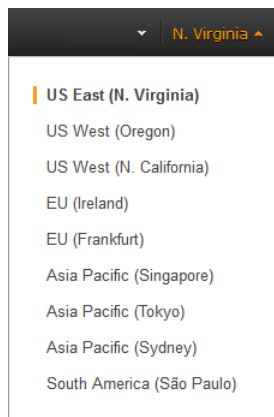 N. Virginia
US East (N. Virginia)
US West (Oregon)
US West (N. California)
EU (Ireland)
EU (Frankfurt)
Asia Pacific (Singapore)
Asia Pacific (Tokyo)
Asia Pacific (Sydney)
South America (São Paulo)